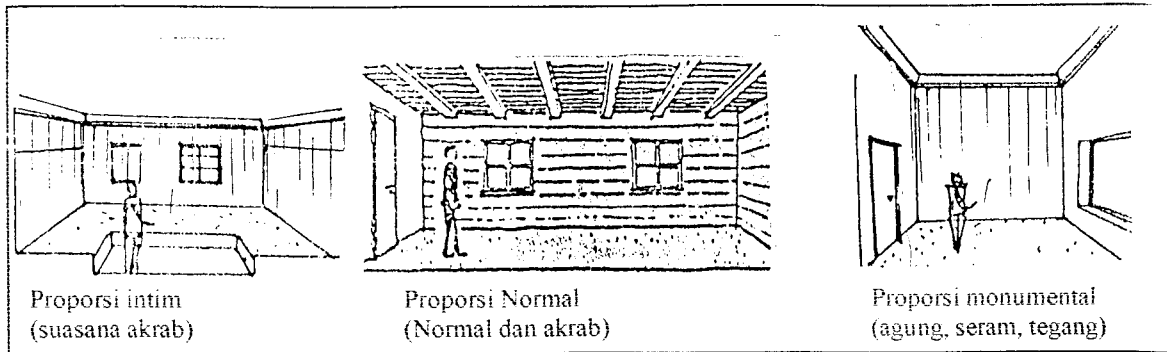 Proporsi intim
(suasana akrab)
Proporsi Normal
(Normal dan akrab)
Proporsi monumental
(agung, seram, tegang)